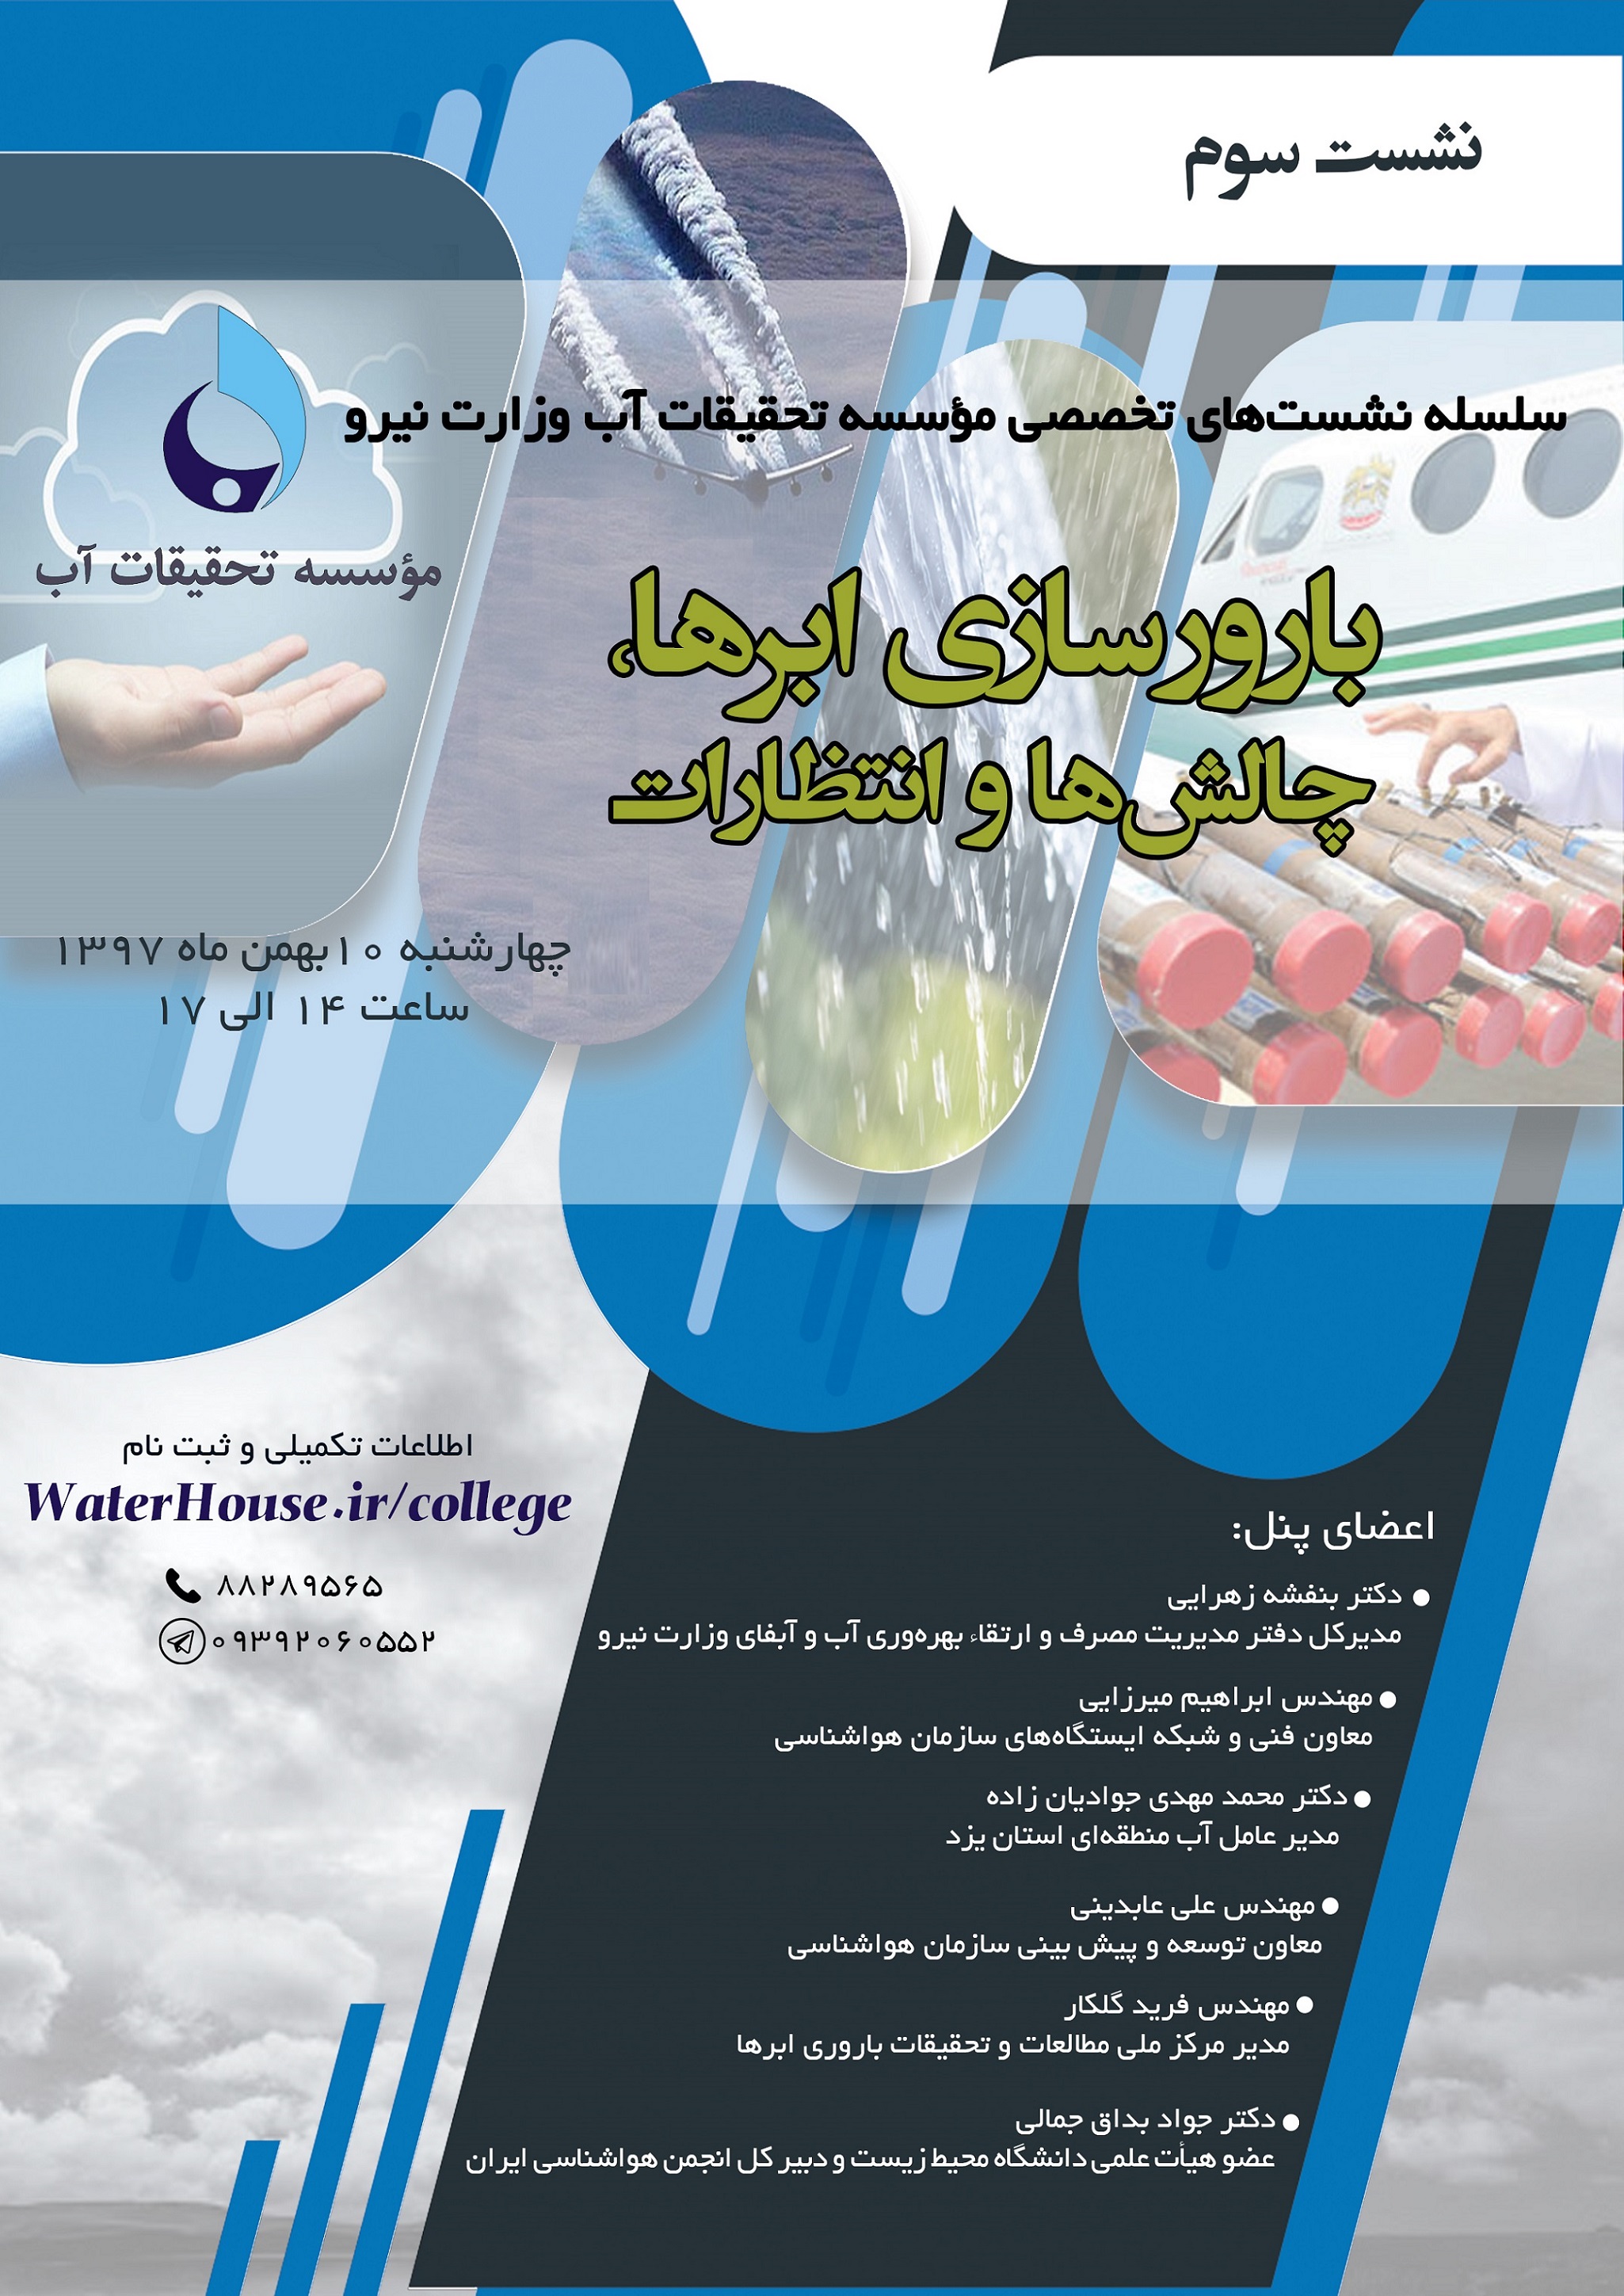 نشست سوم
سلسله نشست‌های تخصصی مؤسسه تحقیقات آب وزارت نیرو
مؤسسه تحقیقات آب
بارورسازی ابرها،
چالش‌ها و انتظارات
چهارشنبه ۱۰ بهمن ماه ۱۳۹۷
ساعت ۱۴ الی ۱۷
اطلاعات تکمیلی و ثبت نام
WaterHouse.ir/college
۸۸۲۸۹۵۶۵
۰۹۳۹۲۰۶۰۵۵۲
اعضای پنل:
● دکتر بنفشه زهرایی
مدیرکل دفتر مدیریت مصرف و ارتقاء بهره‌وری آب و آبفای وزارت نیرو
● مهندس ابراهیم میرزایی
معاون فنی و شبکه ایستگاه‌های سازمان هواشناسی
● دکتر محمد مهدی جوادیان زاده
مدیر عامل آب منطقه‌ای استان یزد
● مهندس علی عابدینی
معاون توسعه و پیش بینی سازمان هواشناسی
● مهندس فرید گلکار
مدیر مرکز ملی مطالعات و تحقیقات باروری ابرها
● دکتر جواد بداق جمالی
عضو هیأت علمی دانشگاه محیط زیست و دبیر کل انجمن هواشناسی ایران